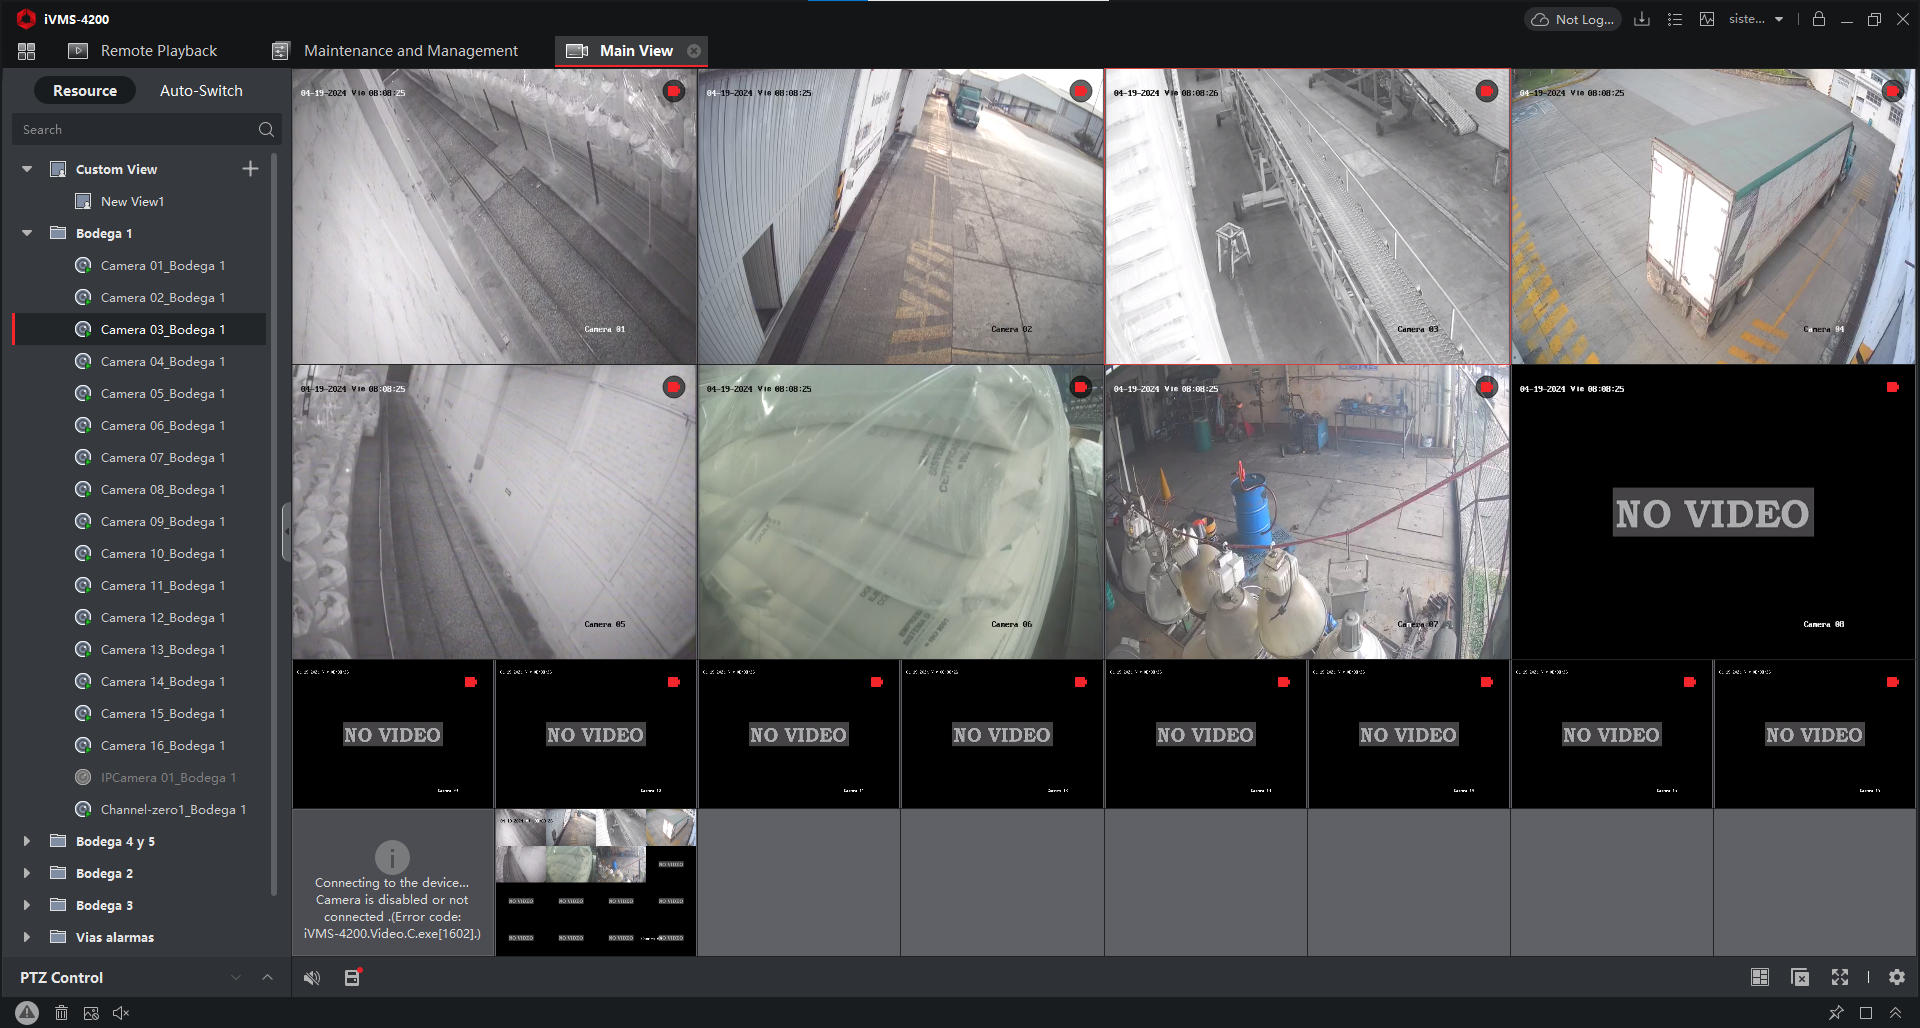 iVMS-4200
Not Log...
siste...
Remote Playback
Maintenance and Management
Main View
Resource
Auto-Switch
Search
Custom View
New View1
Bodega 1
Camera 01_Bodega 1
Camera 02_Bodega 1
Camera 03_Bodega 1
Camera 04_Bodega 1
Camera 05_Bodega 1
Camera 06_Bodega 1
Camera 07_Bodega 1
Camera 08_Bodega 1
Camera 09_Bodega 1
Camera 10_Bodega 1
Camera 11_Bodega 1
Camera 12_Bodega 1
Camera 13_Bodega 1
Camera 14_Bodega 1
Camera 15_Bodega 1
Camera 16_Bodega 1
IPCamera 01_Bodega 1
Channel-zero1_Bodega 1
Bodega 4 y 5
Bodega 2
Bodega 3
Vias alarmas
PTZ Control
04-19-2024 Vie 08:08:25
Camera 01
04-19-2024 Vie 08:08:25
Camera 02
04-19-2024 Vie 08:08:26
Camera 03
04-19-2024 Vie 08:08:25
Camera 04
04-19-2024 Vie 08:08:25
Camera 05
04-19-2024 Vie 08:08:25
Camera 06
04-19-2024 Vie 08:08:25
Camera 07
04-19-2024 Vie 08:08:25
NO VIDEO
Camera 08
NO VIDEO
NO VIDEO
NO VIDEO
NO VIDEO
NO VIDEO
NO VIDEO
NO VIDEO
NO VIDEO
Connecting to the device...
Camera is disabled or not
connected .(Error code:
iVMS-4200.Video.C.exe[1602].)
NO VIDEO
NO VIDEO
NO VIDEO
NO VIDEO
NO VIDEO
NO VIDEO
NO VIDEO
NO VIDEO
NO VIDEO